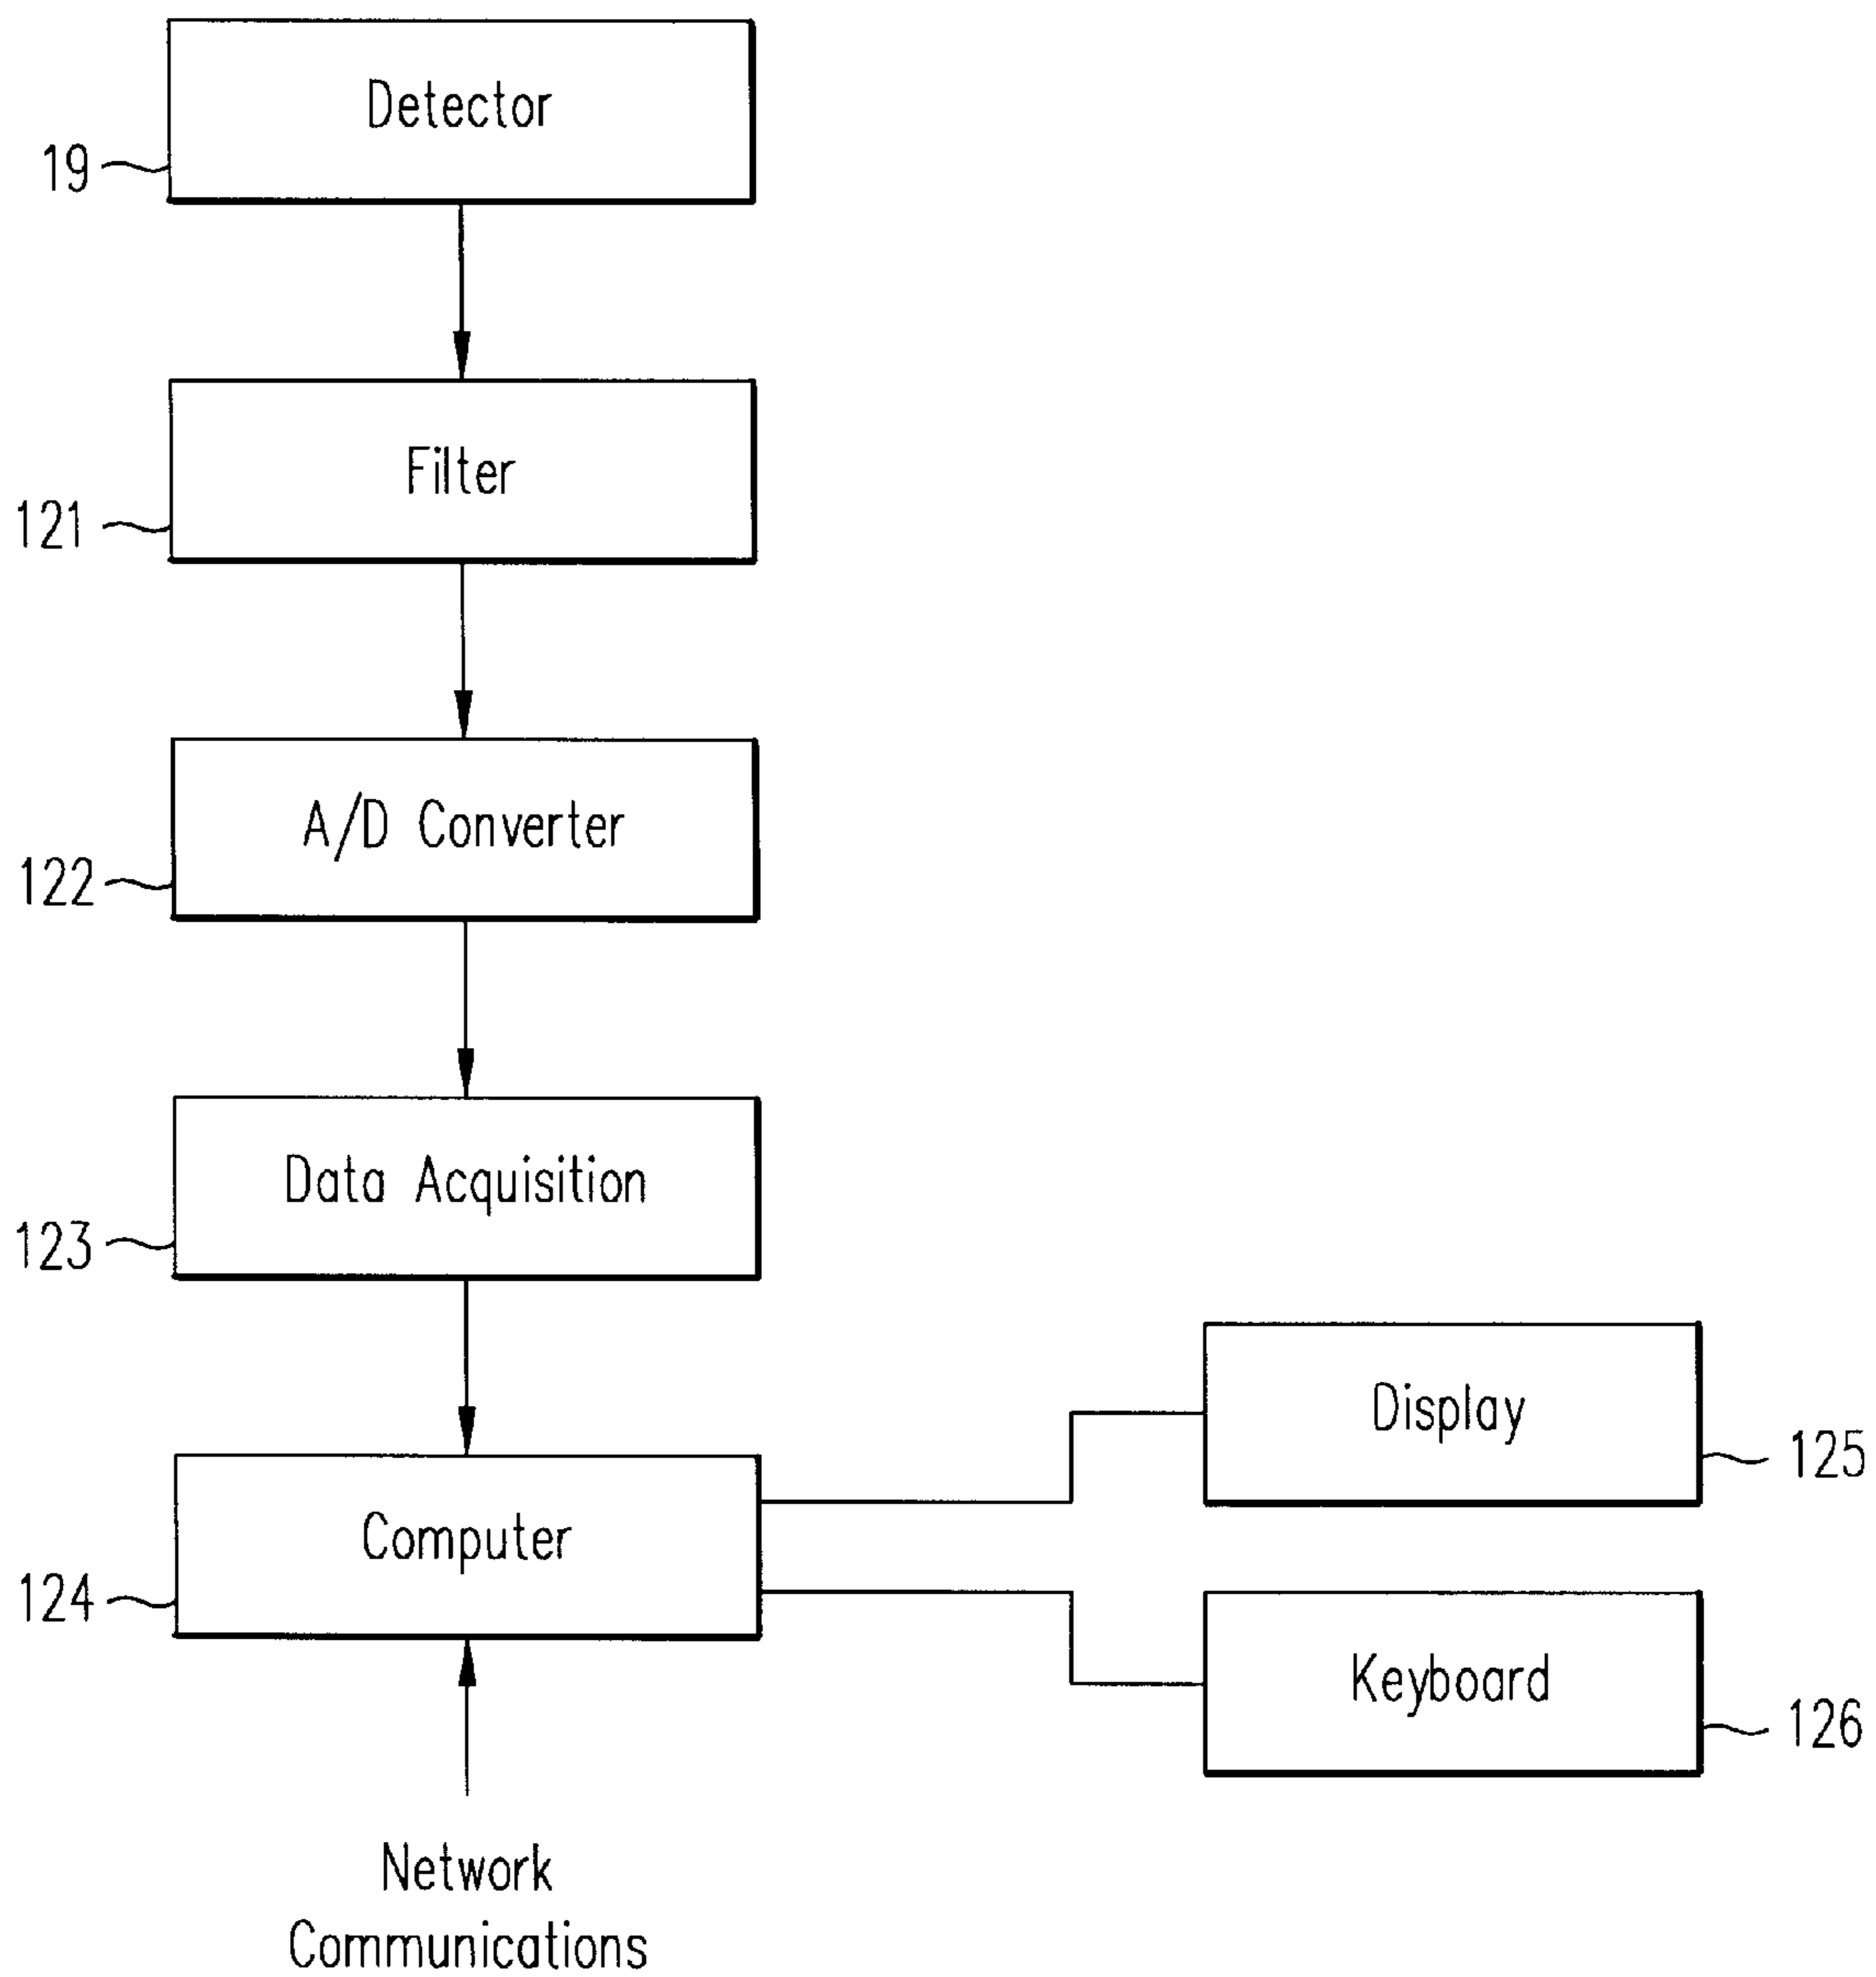 Detector
19
Filter
121
A/D Converter
122
Data Acquisition
123
Display
125
Computer
124
Keyboard
126
Network
Communications